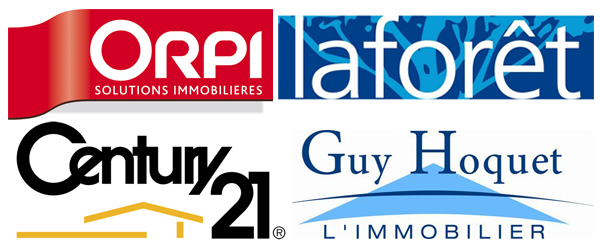 ORPI
SOLUTIONS IMMOBILIERES
laforêt
Century 21®
Guy Hoquet
L'IMMOBILIER